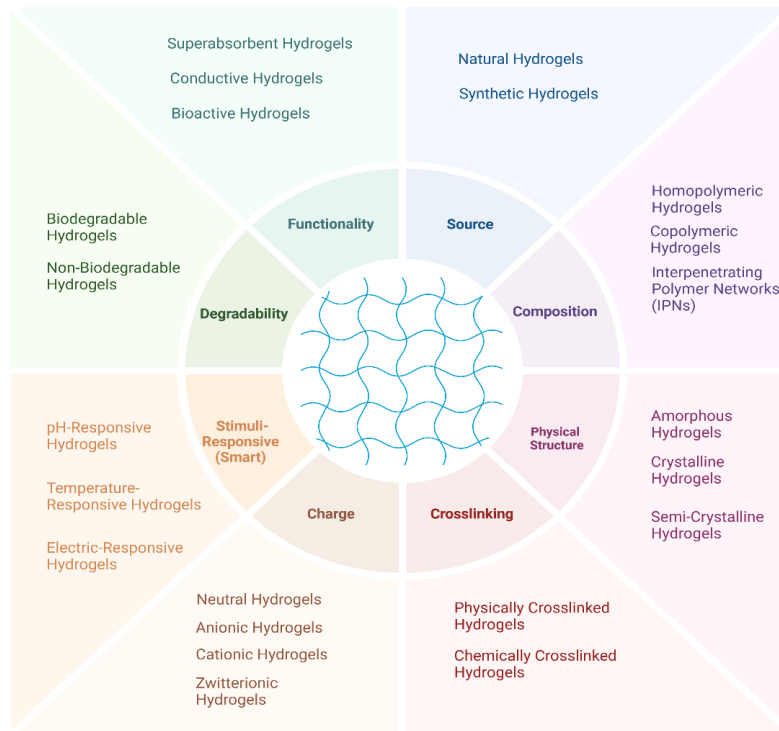 Superabsorbent Hydrogels
Conductive Hydrogels
Bioactive Hydrogels
Natural Hydrogels
Synthetic Hydrogels
Functionality
Source
Biodegradable
Hydrogels
Non-Biodegradable
Hydrogels
Degradability
Composition
Homopolymeric
Hydrogels
Copolymeric
Hydrogels
Interpenetrating
Polymer Networks
(IPNs)
pH-Responsive
Hydrogels
Temperature-
Responsive Hydrogels
Electric-Responsive
Hydrogels
Stimuli-
Responsive
(Smart)
Physical
Structure
Amorphous
Hydrogels
Crystalline
Hydrogels
Semi-Crystalline
Hydrogels
Charge
Crosslinking
Neutral Hydrogels
Anionic Hydrogels
Cationic Hydrogels
Zwitterionic
Hydrogels
Physically Crosslinked
Hydrogels
Chemically Crosslinked
Hydrogels